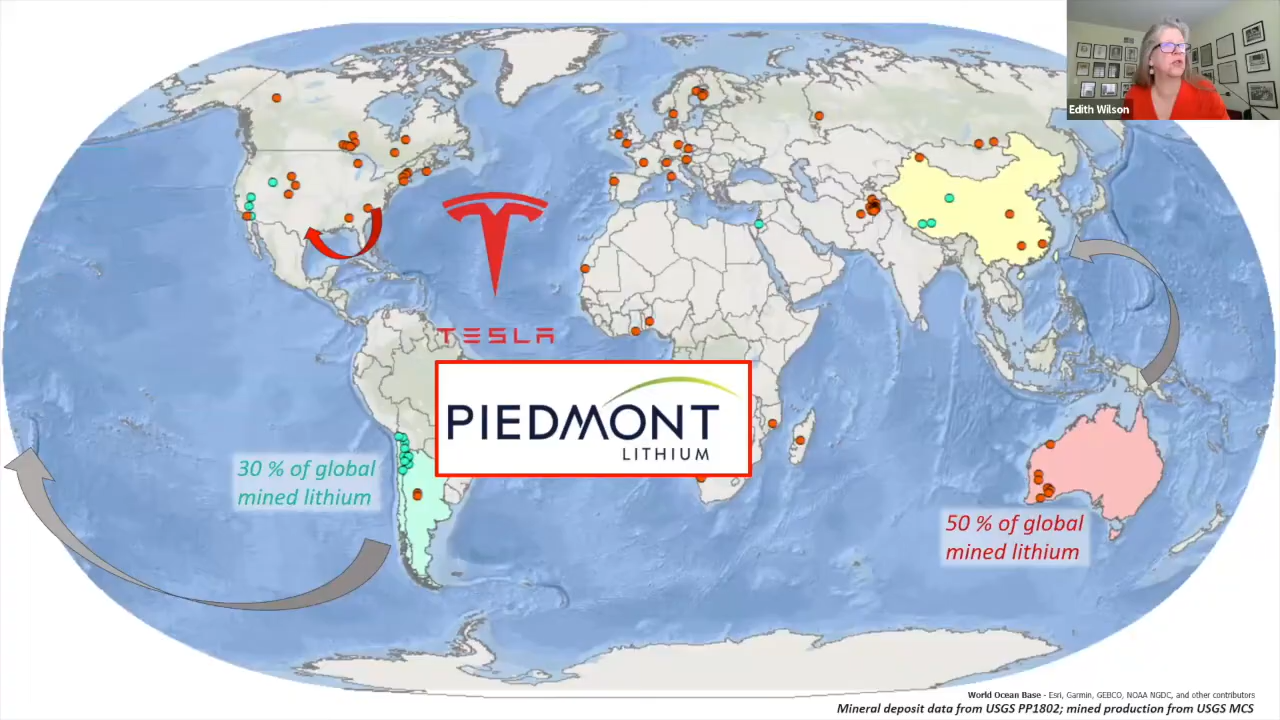 Edith Wilson
TESLA
PIEDMONT
LITHIUM
30 % of global
mined lithium
50 % of global
mined lithium
World Ocean Base - Esri, Garmin, GEBCO, NOAA NGDC, and other contributors
Mineral deposit data from USGS PP1802; mined production from USGS MCS